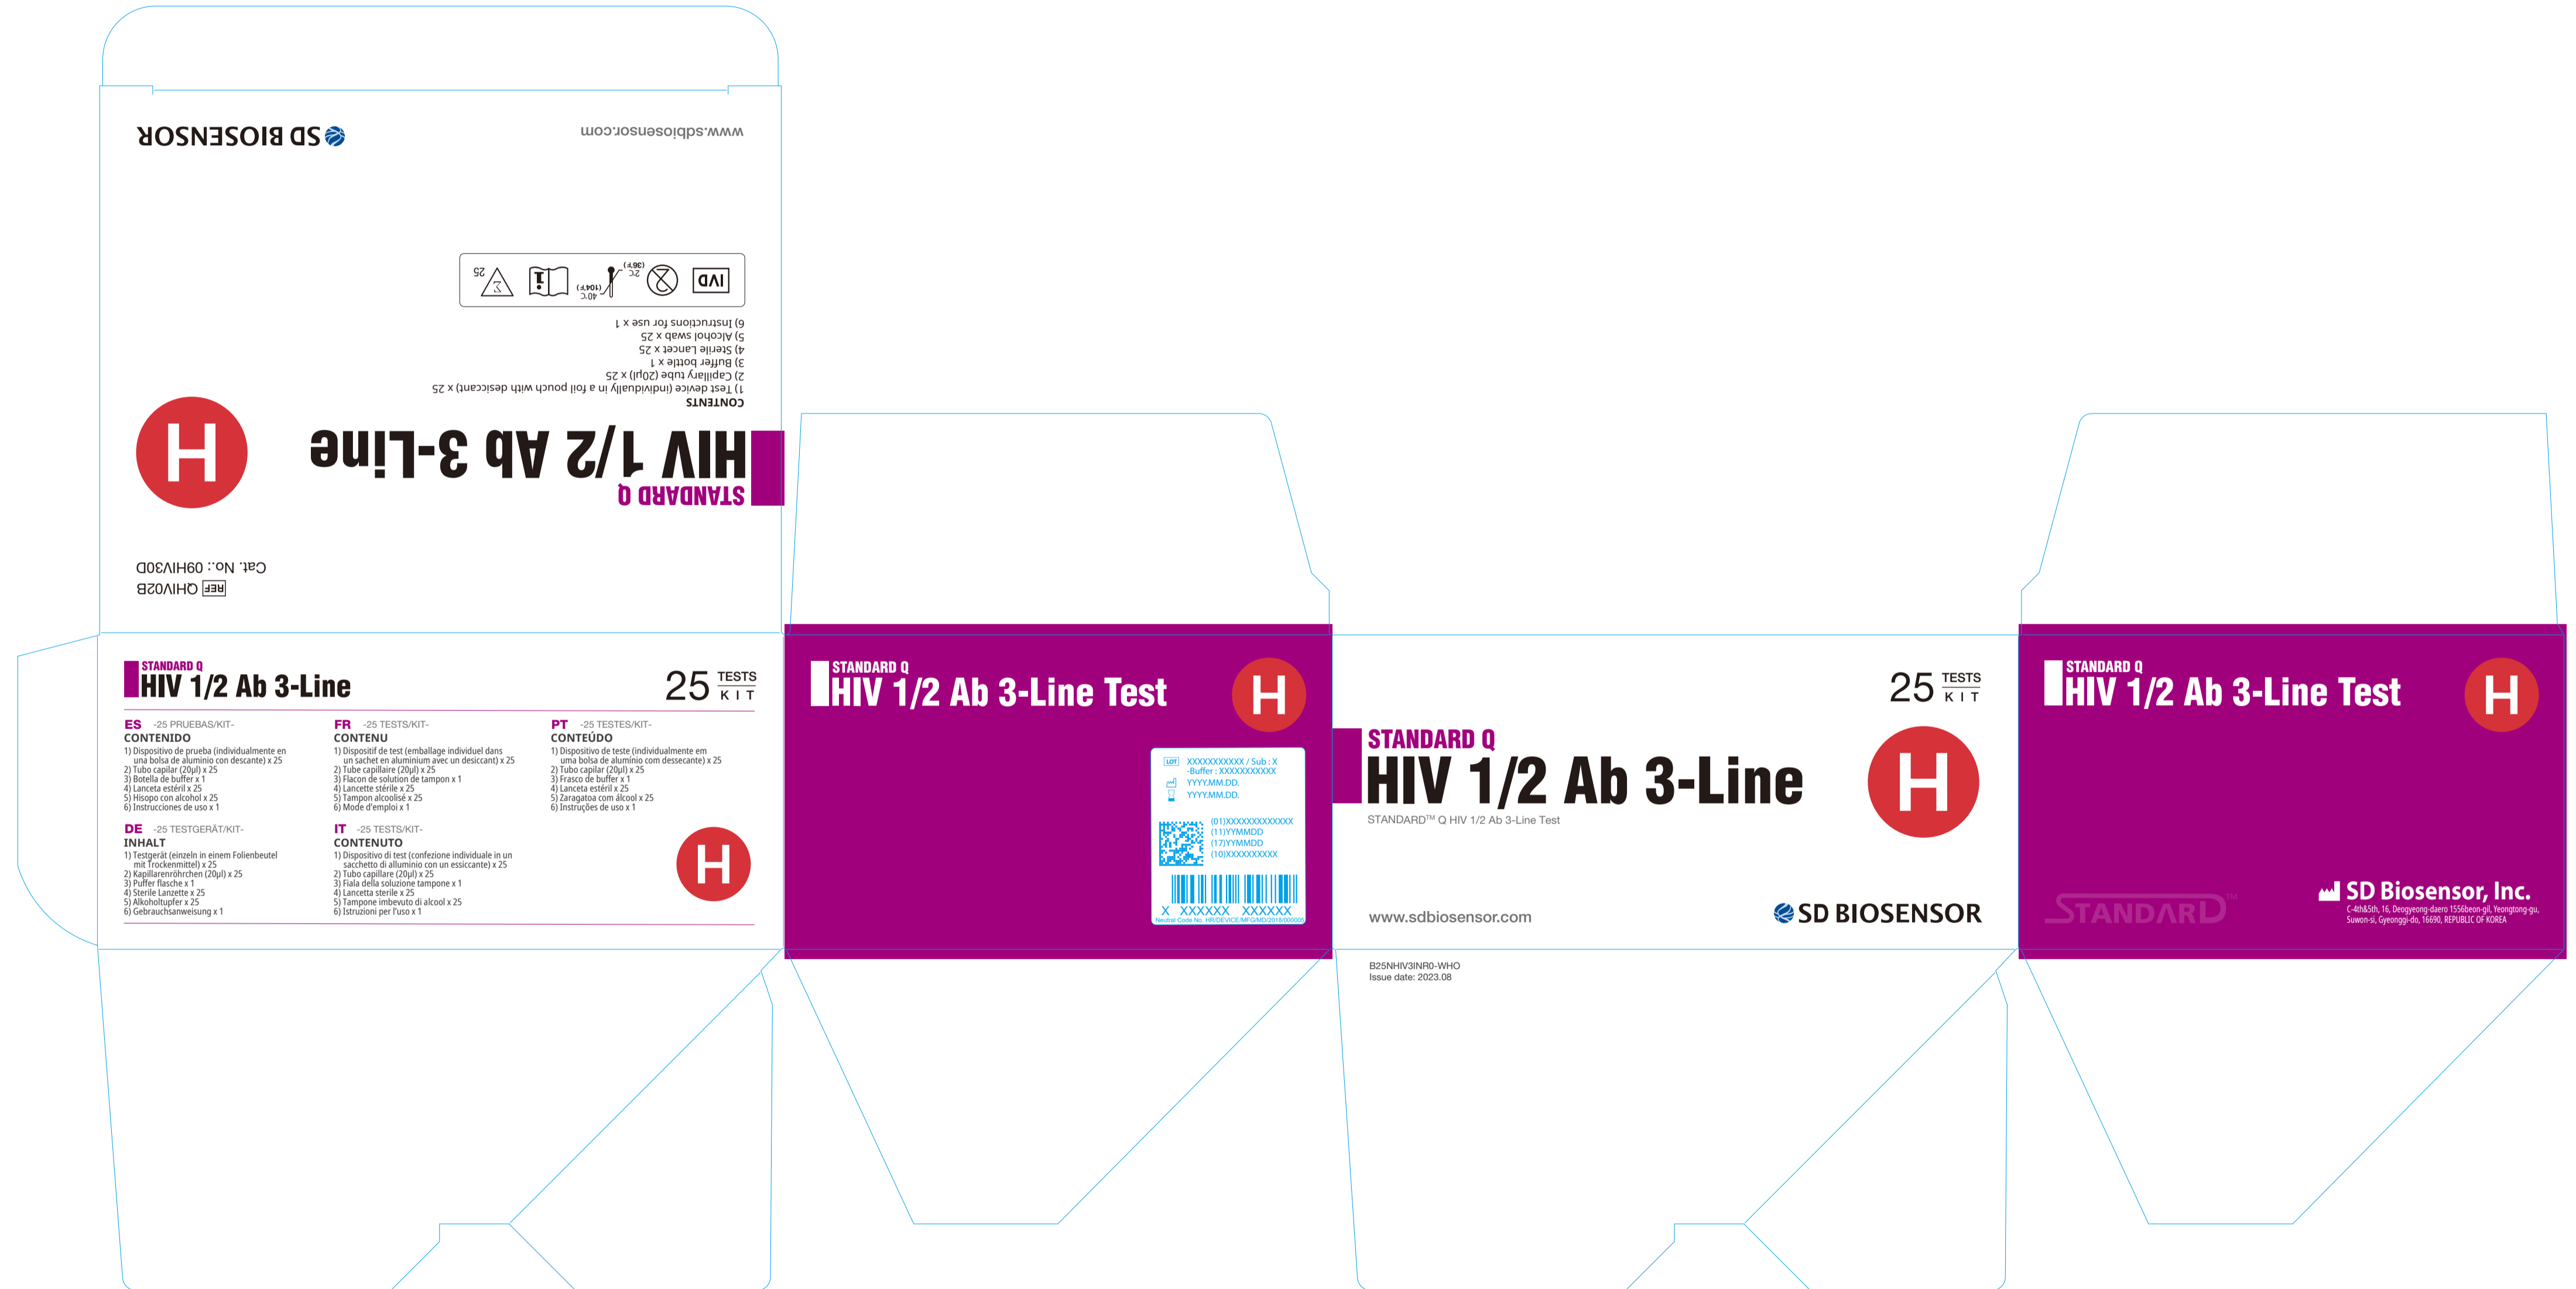 REF QHIV02B
Cat. No.: 09HIV30D
STANDARD Q
HIV 1/2 Ab 3-Line
H
CONTENTS
1) Test device (individually in a foil pouch with desiccant) x 25
2) Capillary tube (20μl) x 25
3) Buffer bottle x 1
4) Sterile Lancet x 25
5) Alcohol swab x 25
6) Instructions for use x 1
IVD
2℃
(36℉)
40℃
(104℉)
i
Σ
25
www.sdbiosensor.com
SD BIOSENSOR
STANDARD Q
HIV 1/2 Ab 3-Line
25 TESTS
KIT
ES -25 PRUEBAS/KIT-
CONTENIDO
1) Dispositivo de prueba (individualmente en
una bolsa de aluminio con descante) x 25
2) Tubo capilar (20μl) x 25
3) Botella de buffer x 1
4) Lanceta estéril x 25
5) Hisopo con alcohol x 25
6) Instrucciones de uso x 1
FR -25 TESTS/KIT-
CONTENU
1) Dispositif de test (emballage individuel dans
un sachet en aluminium avec un desiccant) x 25
2) Tube capillaire (20μl) x 25
3) Flacon de solution de tampon x 1
4) Lancette stérile x 25
5) Tampon alcoolisé x 25
6) Mode d'emploi x 1
PT -25 TESTES/KIT-
CONTEÚDO
1) Dispositivo de teste (individualmente em
uma bolsa de alumínio com dessecante) x 25
2) Tubo capilar (20μl) x 25
3) Frasco de buffer x 1
4) Lanceta estéril x 25
5) Zaragatoa com álcool x 25
6) Instruções de uso x 1
DE -25 TESTGERÄT/KIT-
INHALT
1) Testgerät (einzeln in einem Folienbeutel
mit Trockenmittel) x 25
2) Kapillarenröhrchen (20μl) x 25
3) Puffer flasche x 1
4) Sterile Lanzette x 25
5) Alkoholtupfer x 25
6) Gebrauchsanweisung x 1
IT -25 TESTS/KIT-
CONTENUTO
1) Dispositivo di test (confezione individuale in un
sacchetto di alluminio con un essiccante) x 25
2) Tubo capillare (20μl) x 25
3) Fiala della soluzione tampone x 1
4) Lancetta sterile x 25
5) Tampone imbevuto di alcool x 25
6) Istruzioni per l'uso x 1
H
STANDARD Q
HIV 1/2 Ab 3-Line Test
H
LOT XXXXXXXXXXX / Sub : X
-Buffer : XXXXXXXXXXX
YYYY.MM.DD.
YYYY.MM.DD.
(01)XXXXXXXXXXXXX
(11)YYMMDD
(17)YYMMDD
(10)XXXXXXXXXX
X XXXXXX XXXXXX
Neutral Code No. HR/DEVICE/MFG/MD/2018/000005
25 TESTS
KIT
STANDARD Q
HIV 1/2 Ab 3-Line
STANDARD™ Q HIV 1/2 Ab 3-Line Test
H
www.sdbiosensor.com
SD BIOSENSOR
B25NHIV3INR0-WHO
Issue date: 2023.08
STANDARD Q
HIV 1/2 Ab 3-Line Test
H
STANDARD™
SD Biosensor, Inc.
C-4th&5th, 16, Deogyeong-daero 1556beon-gil, Yeongtong-gu,
Suwon-si, Gyeonggi-do, 16690, REPUBLIC OF KOREA